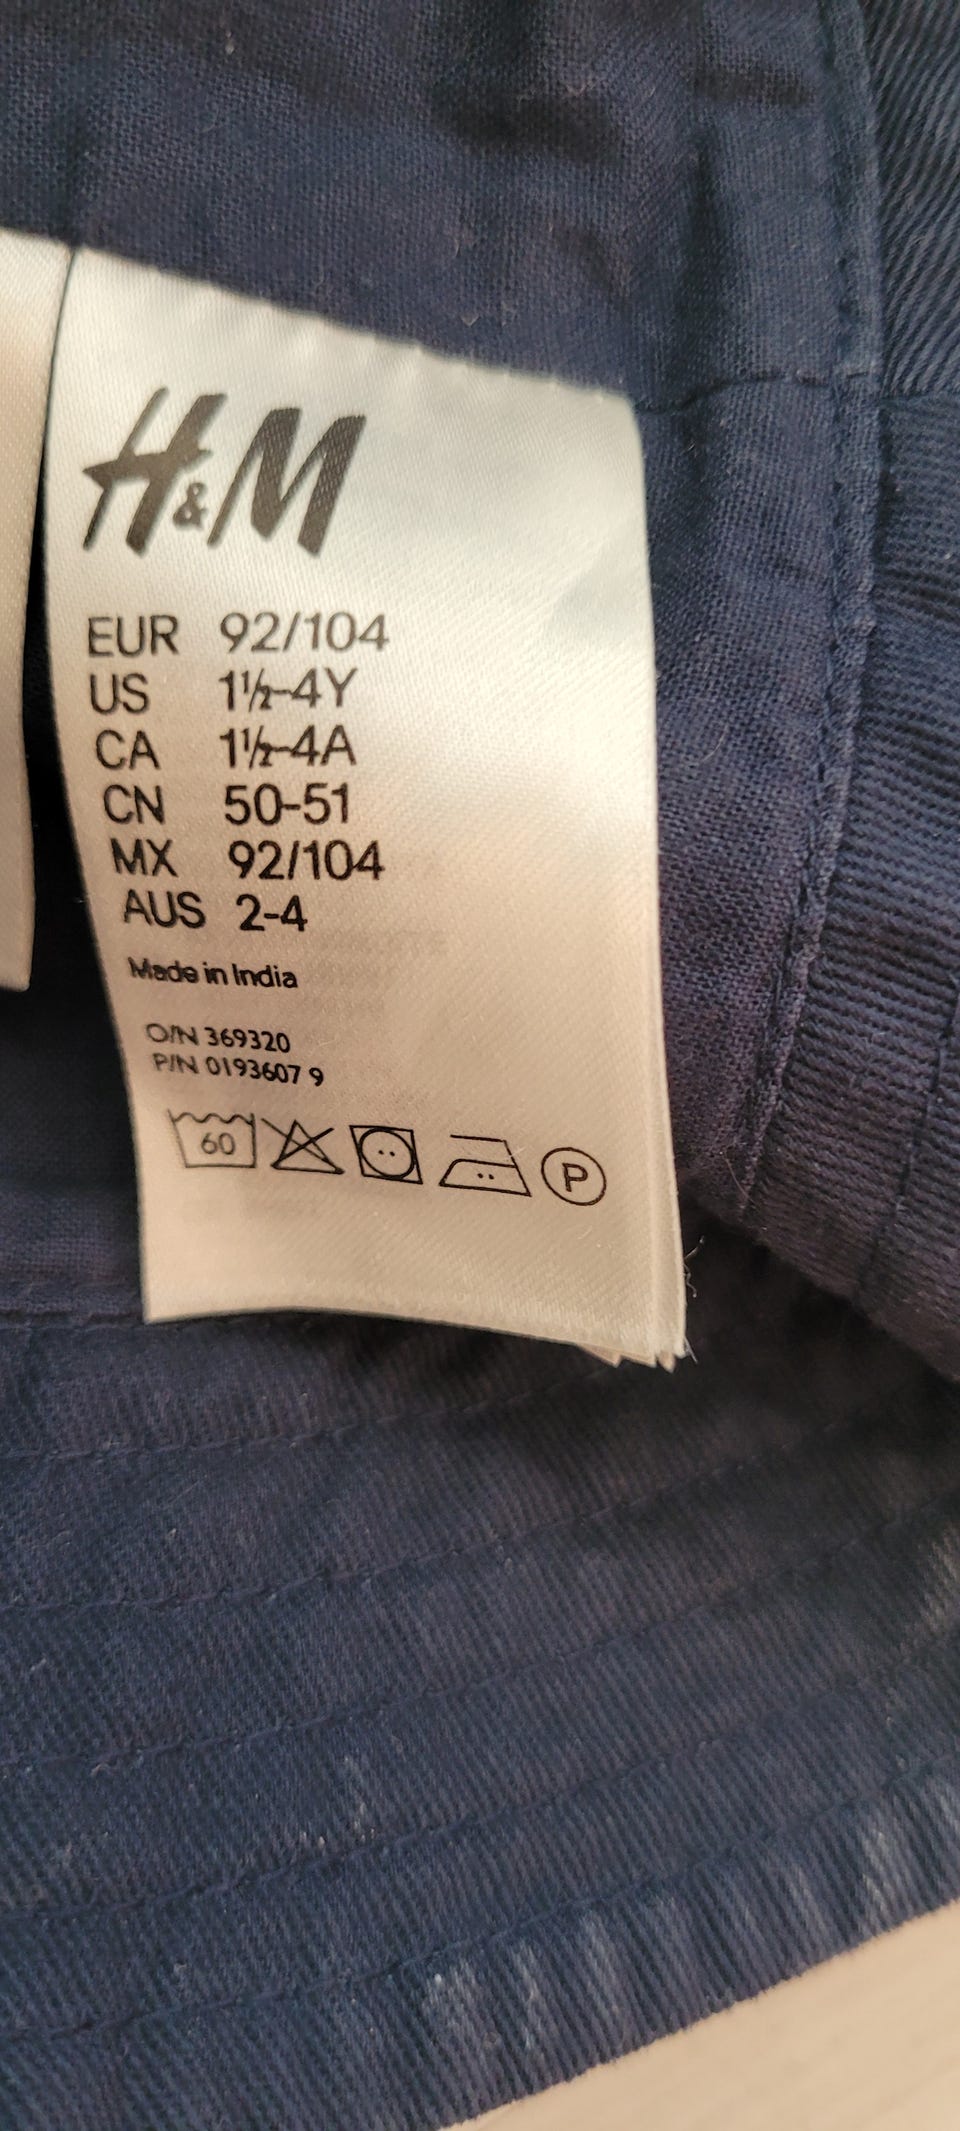 H&M
EUR 92/104
US 1½-4Y
CA 1½-4A
CN 50-51
MX 92/104
AUS 2-4
Made in India
O/N 369320
P/N 0193607 9
60
P